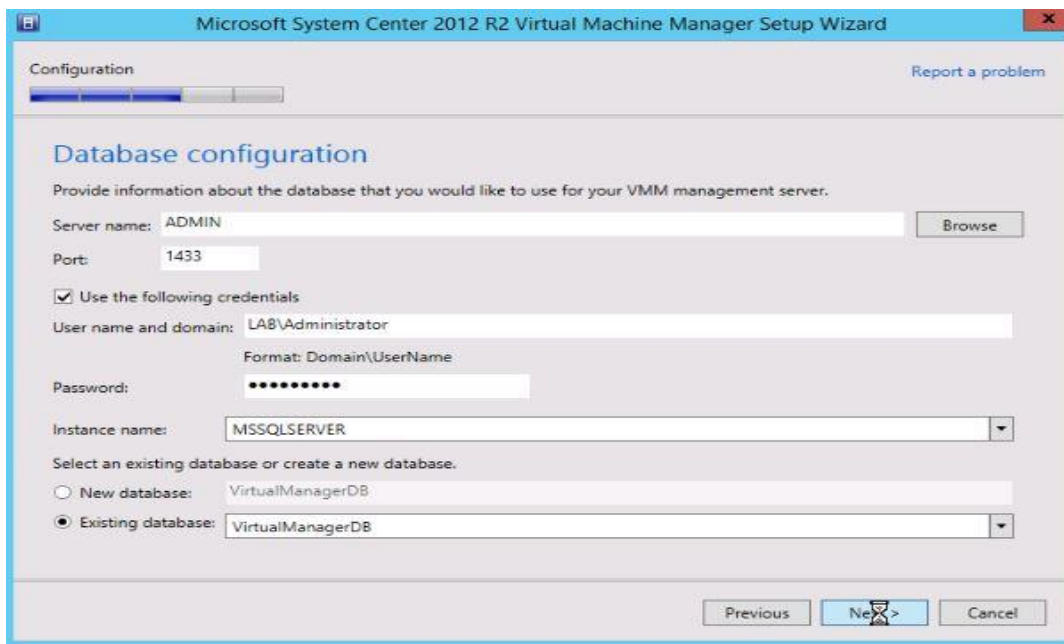 Microsoft System Center 2012 R2 Virtual Machine Manager Setup Wizard
Configuration
Report a problem
Database configuration
Provide information about the database that you would like to use for your VMM management server.
Server name: ADMIN
Browse
Port: 1433
Use the following credentials
User name and domain: LAB\Administrator
Format: Domain\UserName
Password: •••••••••
Instance name: MSSQLSERVER
Select an existing database or create a new database.
New database: VirtualManagerDB
Existing database: VirtualManagerDB
Previous
Next >
Cancel